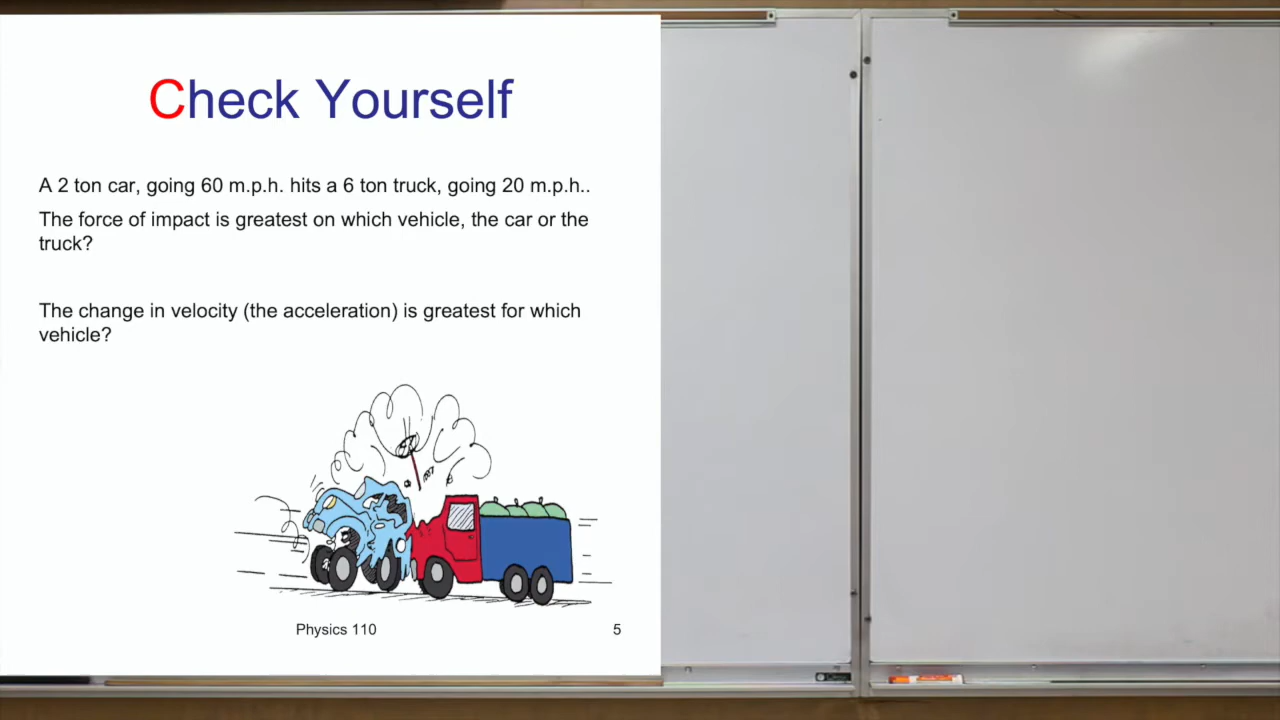 Check Yourself
A 2 ton car, going 60 m.p.h. hits a 6 ton truck, going 20 m.p.h..
The force of impact is greatest on which vehicle, the car or the
truck?
The change in velocity (the acceleration) is greatest for which
vehicle?
Physics 110
5